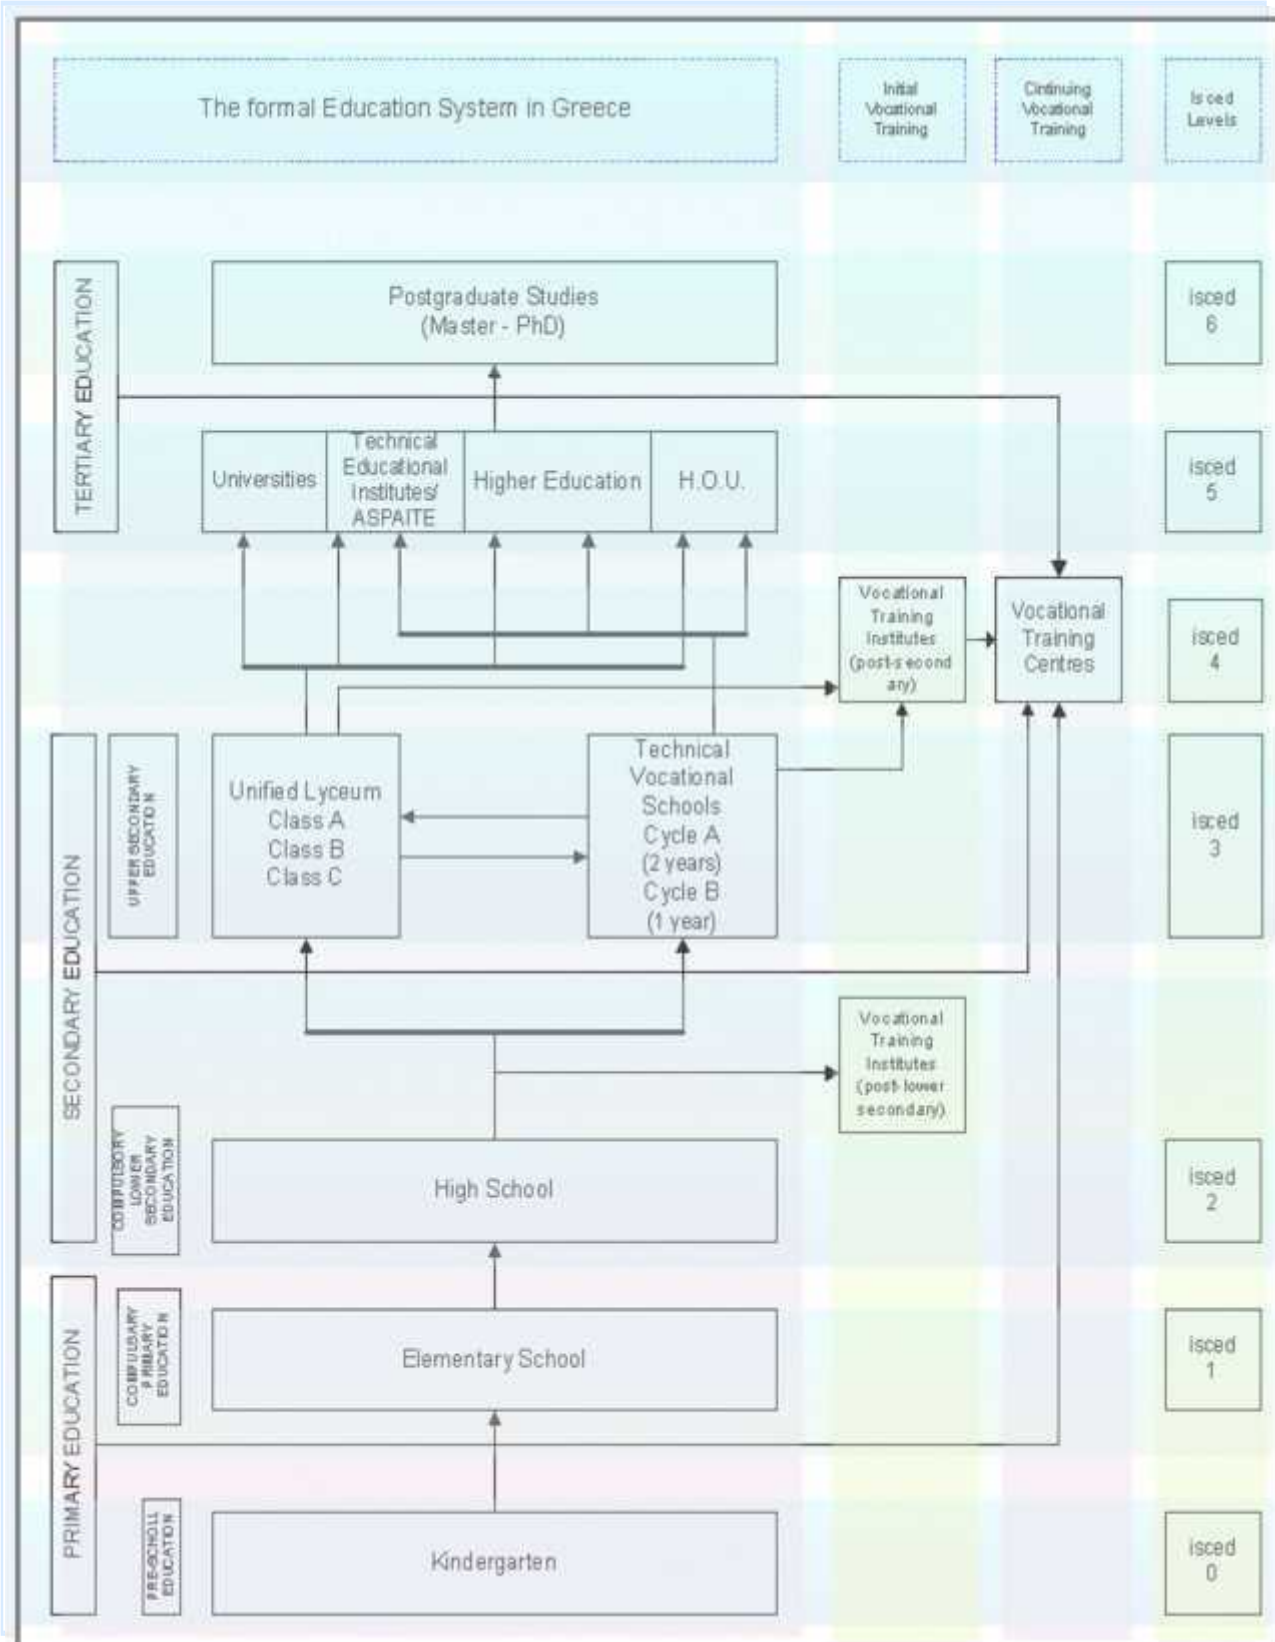 The formal Education System in Greece
Initial
Vocational
Training
Cintinuing
Vocational
Training
Isced
Levels
TERTIARY EDUCATION
Postgraduate Studies
(Master - PhD)
isced
6
Universities
Technical
Educational
Institutes/
ASPAITE
Higher Education
H.O.U.
isced
5
Vocational
Training
Institutes
(post-second
ary)
Vocational
Training
Centres
isced
4
SECONDARY EDUCATION
UPPER SECONDARY
EDUCATION
Unified Lyceum
Class A
Class B
Class C
Technical
Vocational
Schools
Cycle A
(2 years)
Cycle B
(1 year)
isced
3
Vocational
Training
Institutes
(post-lower
secondary)
COMPULSORY
LOWER
SECONDARY
EDUCATION
High School
isced
2
PRIMARY EDUCATION
COMPULSARY
PRIMARY
EDUCATION
Elementary School
isced
1
PRE-SCHOLL
EDUCATION
Kindergarten
isced
0